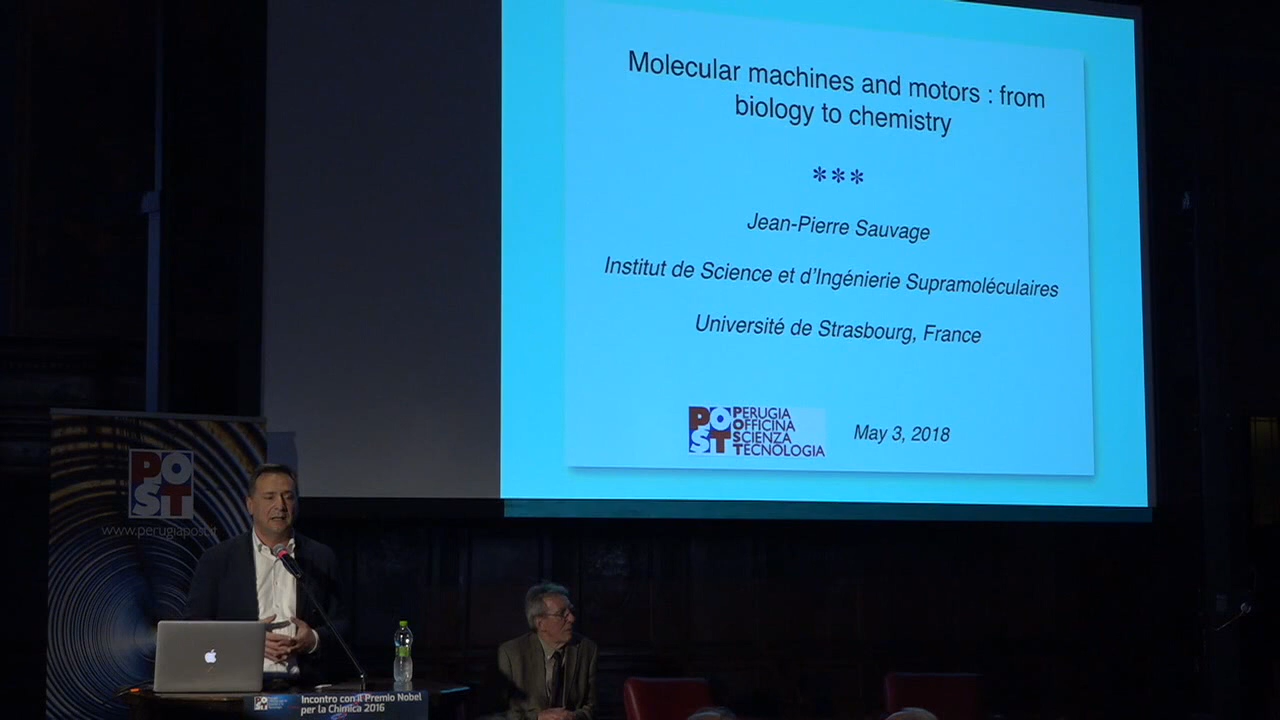 Molecular machines and motors : from
biology to chemistry
***
Jean-Pierre Sauvage
Institut de Science et d'Ingénierie Supramoléculaires
Université de Strasbourg, France
POST
PERUGIA
OFFICINA
SCIENZA
TECNOLOGIA
May 3, 2018
POST
www.perugiapost.it
Incontro con il Premio Nobel
per la Chimica 2016